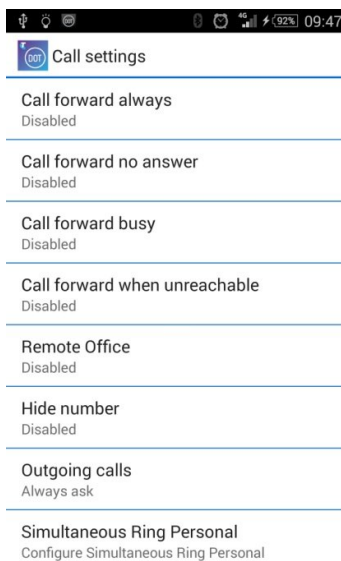 4G 92% 09:47
DOT Call settings
Call forward always
Disabled
Call forward no answer
Disabled
Call forward busy
Disabled
Call forward when unreachable
Disabled
Remote Office
Disabled
Hide number
Disabled
Outgoing calls
Always ask
Simultaneous Ring Personal
Configure Simultaneous Ring Personal